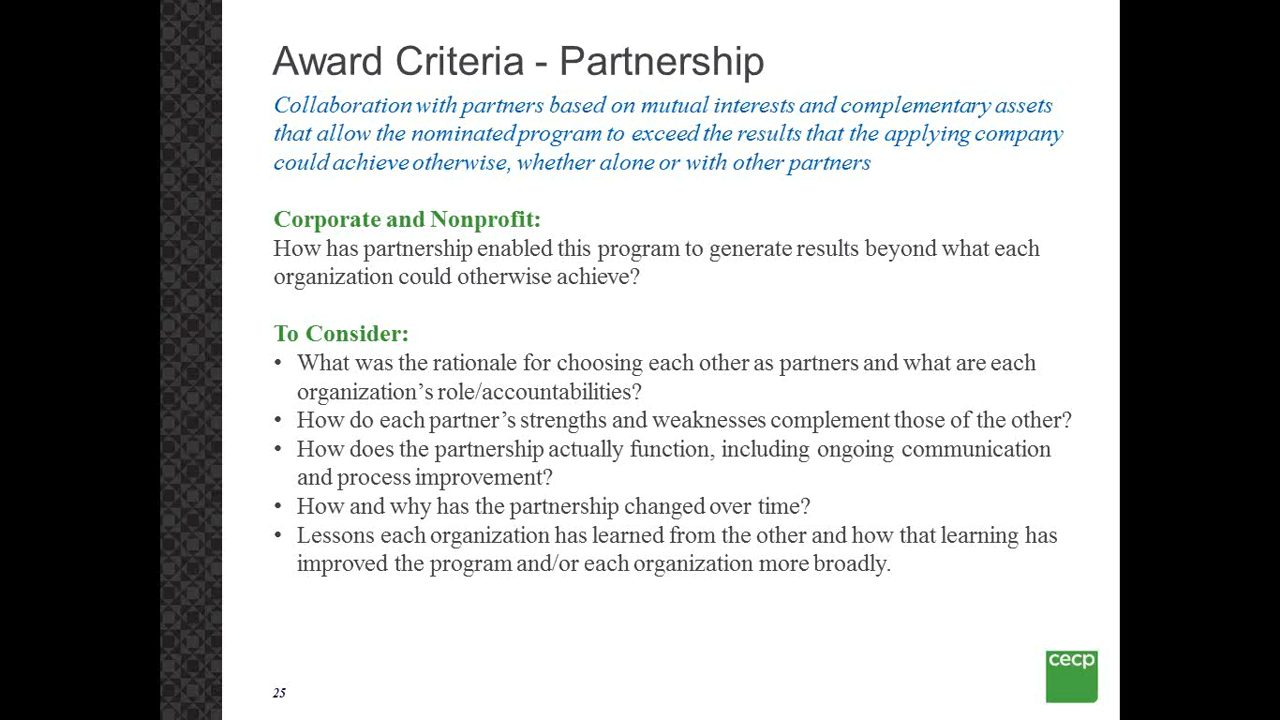 Award Criteria - Partnership
Collaboration with partners based on mutual interests and complementary assets
that allow the nominated program to exceed the results that the applying company
could achieve otherwise, whether alone or with other partners
Corporate and Nonprofit:
How has partnership enabled this program to generate results beyond what each
organization could otherwise achieve?
To Consider:
• What was the rationale for choosing each other as partners and what are each
organization’s role/accountabilities?
• How do each partner’s strengths and weaknesses complement those of the other?
• How does the partnership actually function, including ongoing communication
and process improvement?
• How and why has the partnership changed over time?
• Lessons each organization has learned from the other and how that learning has
improved the program and/or each organization more broadly.
cecp
25